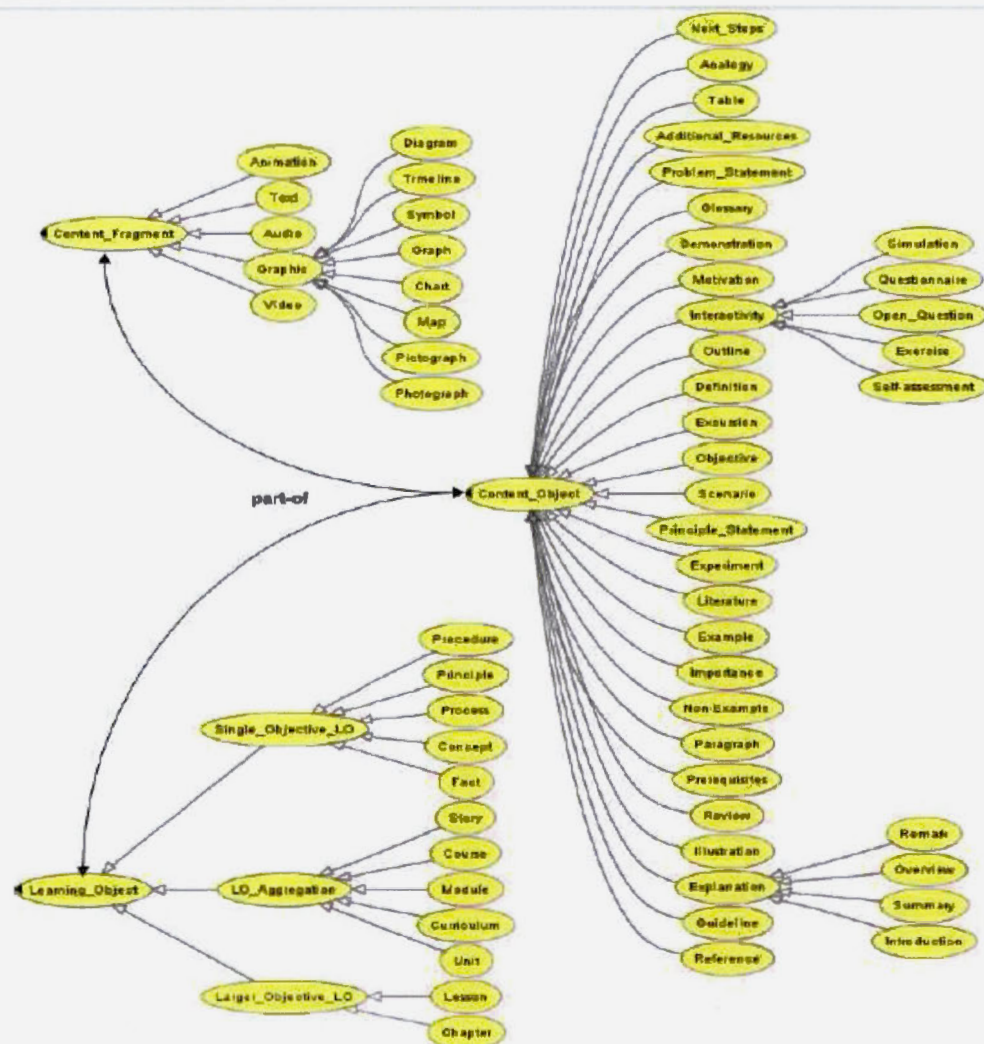 Content_Fragment
Animation
Text
Audio
Graphic
Video
Diagram
Timeline
Symbol
Graph
Chart
Map
Pictograph
Photograph
part-of
Content_Object
Next_Steps
Analogy
Table
Additional_Resources
Problem_Statement
Glossary
Demonstration
Motivation
Interactivity
Outline
Definition
Exoursion
Objective
Scenario
Principle_Statement
Experiment
Literature
Example
Importance
Non-Example
Paragraph
Prerequisites
Review
Illustration
Explanation
Guideline
Reference
Simulation
Questionnaire
Open_Question
Exercise
Self-assessment
Remark
Overview
Summary
Introduction
Learning_Object
Single_Objective_LO
Procedure
Principle
Process
Concept
Fact
LO_Aggregation
Story
Course
Module
Curriculum
Unit
Larger_Objective_LO
Lesson
Chapter